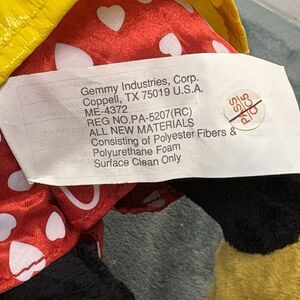 Gemmy Industries, Corp.
Coppell, TX 75019 U.S.A.
ME-4372
REG NO.PA-5207(RC)
ALL NEW MATERIALS
Consisting of Polyester Fibers &
Polyurethane Foam
Surface Clean Only